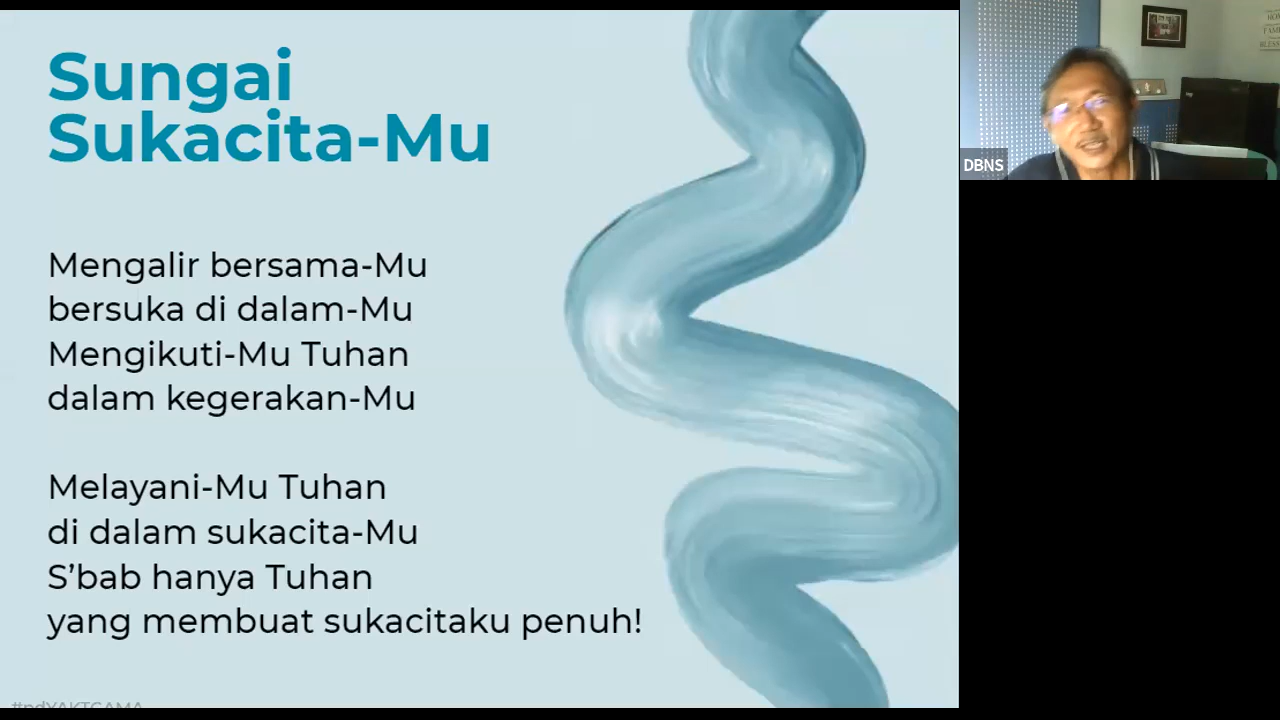 Sungai
Sukacita-Mu
Mengalir bersama-Mu
bersuka di dalam-Mu
Mengikuti-Mu Tuhan
dalam kegerakan-Mu
Melayani-Mu Tuhan
di dalam sukacita-Mu
S'bab hanya Tuhan
yang membuat sukacitaku penuh!
DBNS